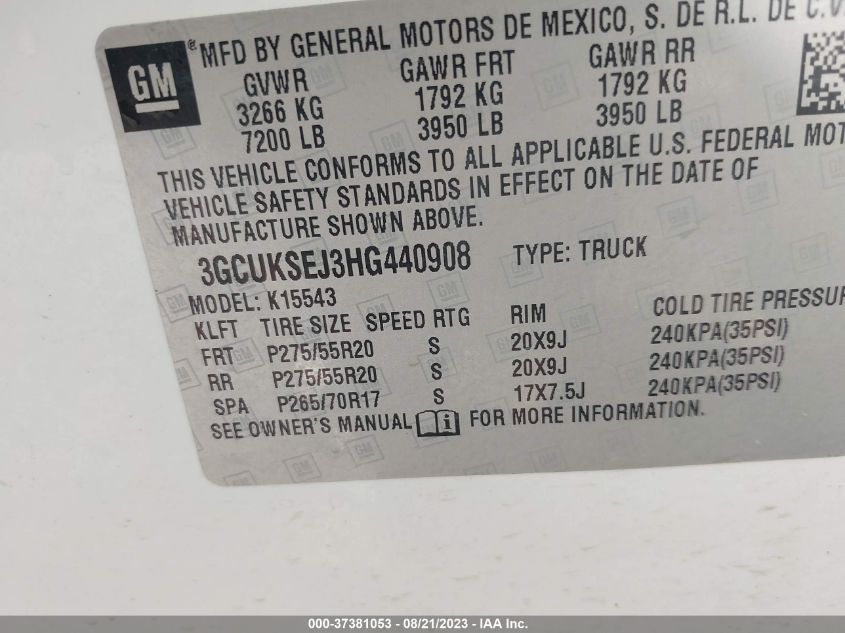 GM
® MFD BY GENERAL MOTORS DE MEXICO, S. DE R.L. DE C.V.
GVWR GAWR FRT GAWR RR
3266 KG 1792 KG 1792 KG
7200 LB 3950 LB 3950 LB
THIS VEHICLE CONFORMS TO ALL APPLICABLE U.S. FEDERAL MOT
VEHICLE SAFETY STANDARDS IN EFFECT ON THE DATE OF
MANUFACTURE SHOWN ABOVE.
3GCUKSEJ3HG440908 TYPE: TRUCK
MODEL: K15543
KLFT TIRE SIZE SPEED RTG RIM COLD TIRE PRESSUR
FRT P275/55R20 S 20X9J 240KPA(35PSI)
RR P275/55R20 S 20X9J 240KPA(35PSI)
SPA P265/70R17 S 17X7.5J 240KPA(35PSI)
SEE OWNER'S MANUAL i FOR MORE INFORMATION.
000-37381053 - 08/21/2023 - IAA Inc.